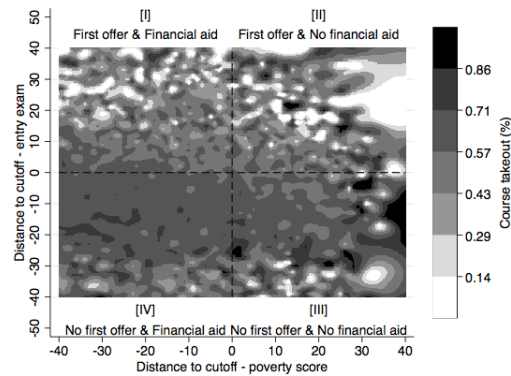 [I]
[II]
First offer & Financial aid
First offer & No financial aid
50
40
30
20
10
0
-10
-20
-30
-40
-50
Distance to cutoff - entry exam
0.86
0.71
0.57
0.43
0.29
0.14
Course takeout (%)
[IV]
[III]
No first offer & Financial aid
No first offer & No financial aid
-40
-30
-20
-10
0
10
20
30
40
Distance to cutoff - poverty score